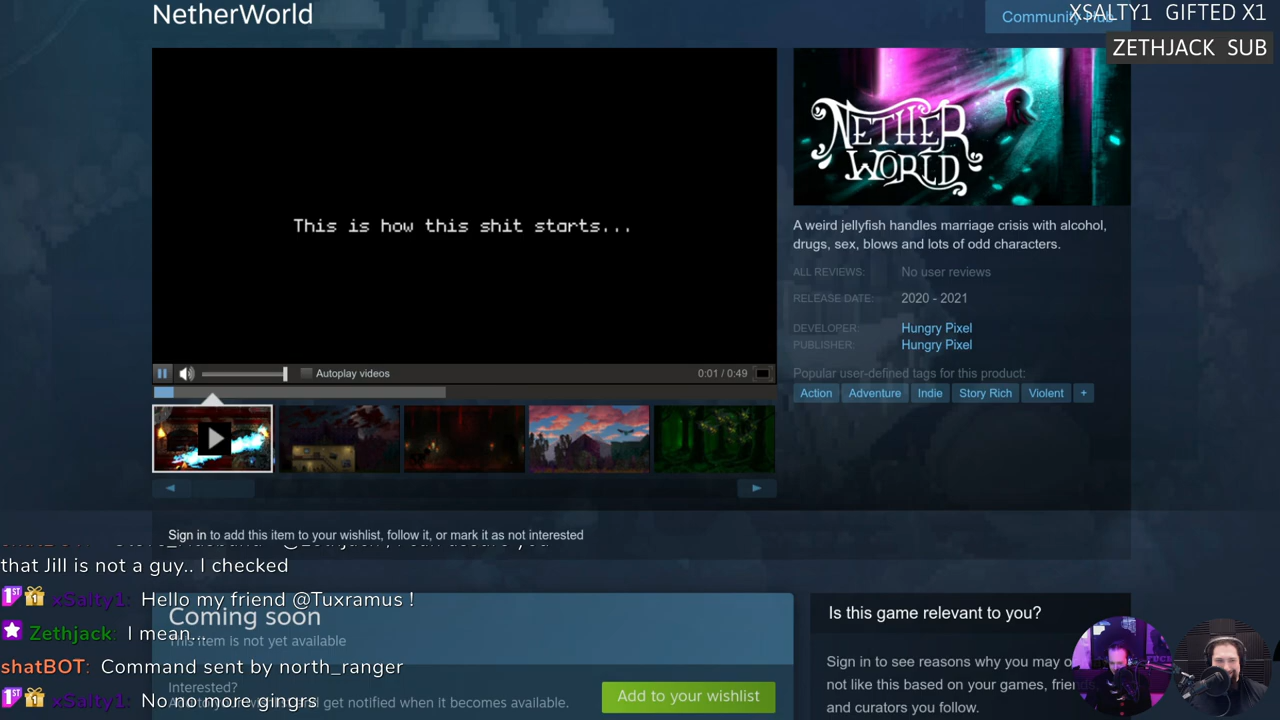 NetherWorld
Community
XSALTY1 GIFTED X1
ZETHJACK SUB
This is how this shit starts...
NETHER
WORLD
A weird jellyfish handles marriage crisis with alcohol,
drugs, sex, blows and lots of odd characters.
ALL REVIEWS: No user reviews
RELEASE DATE: 2020 - 2021
DEVELOPER: Hungry Pixel
PUBLISHER: Hungry Pixel
Popular user-defined tags for this product:
Action Adventure Indie Story Rich Violent +
Autoplay videos
0:01 / 0:49
Sign in to add this item to your wishlist, follow it, or mark it as not interested
that Jill is not a guy.. I checked
xSalty1: Hello my friend @Tuxramus !
Coming soon
Zethjack: I mean...
This item is not yet available
shatBOT: Command sent by north_ranger
Interested?
xSalty1: No no more gingrs
get notified when it becomes available.
Add to your wishlist
Is this game relevant to you?
Sign in to see reasons why you may
not like this based on your games,
and curators you follow.